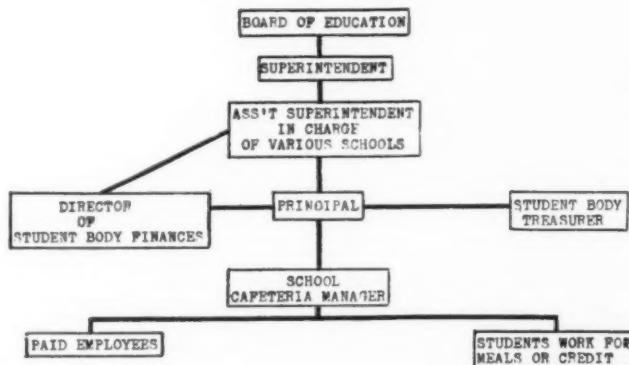 BOARD OF EDUCATION
SUPERINTENDENT
ASS'T SUPERINTENDENT
IN CHARGE
OF VARIOUS SCHOOLS
DIRECTOR
OF
STUDENT BODY FINANCES
PRINCIPAL
STUDENT BODY
TREASURER
SCHOOL
CAFETERIA MANAGER
PAID EMPLOYEES
STUDENTS WORK FOR
MEALS OR CREDIT